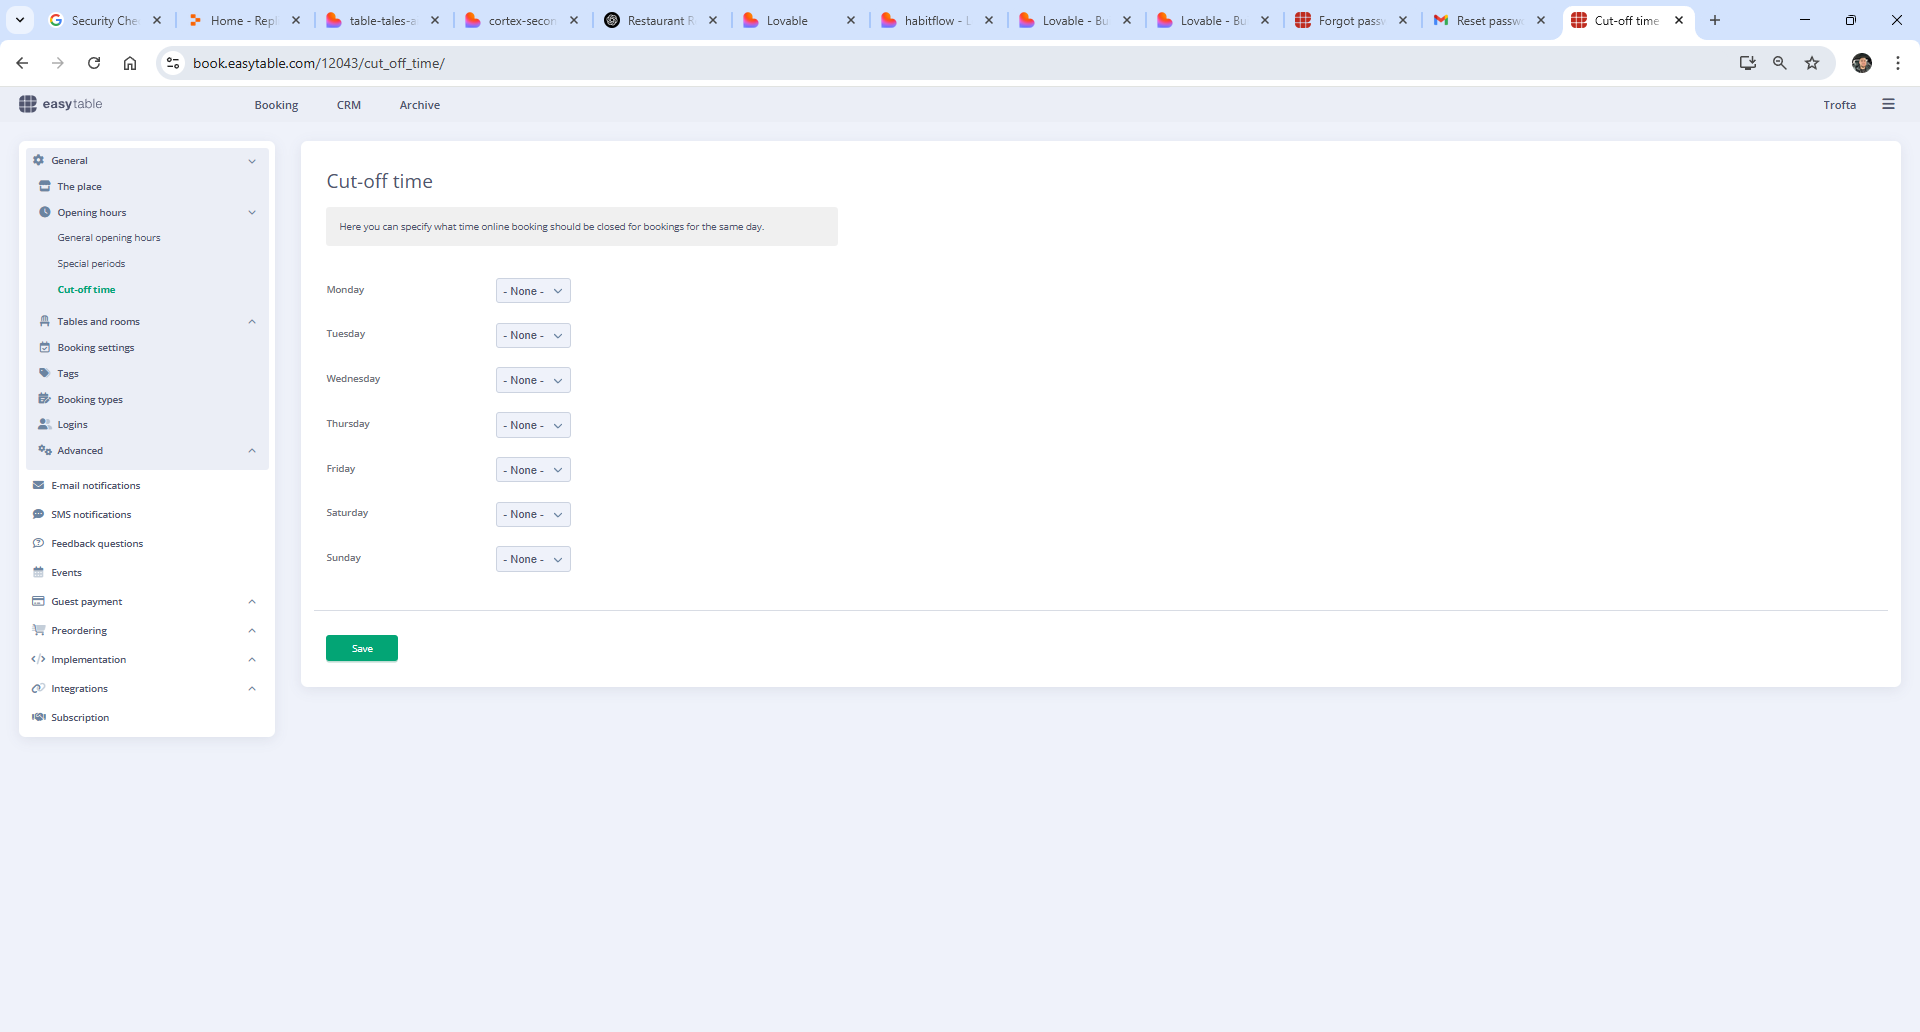 Security Che
Home - Repl
table-tales-a
cortex-secon
Restaurant R
Lovable
habitflow - L
Lovable - Bu
Lovable - Bu
Forgot passw
Reset passwo
Cut-off time
book.easytable.com/12043/cut_off_time/
easytable
Booking
CRM
Archive
Trofta
General
The place
Opening hours
General opening hours
Special periods
Cut-off time
Tables and rooms
Booking settings
Tags
Booking types
Logins
Advanced
E-mail notifications
SMS notifications
Feedback questions
Events
Guest payment
Preordering
Implementation
Integrations
Subscription
Cut-off time
Here you can specify what time online booking should be closed for bookings for the same day.
Monday - None -
Tuesday - None -
Wednesday - None -
Thursday - None -
Friday - None -
Saturday - None -
Sunday - None -
Save